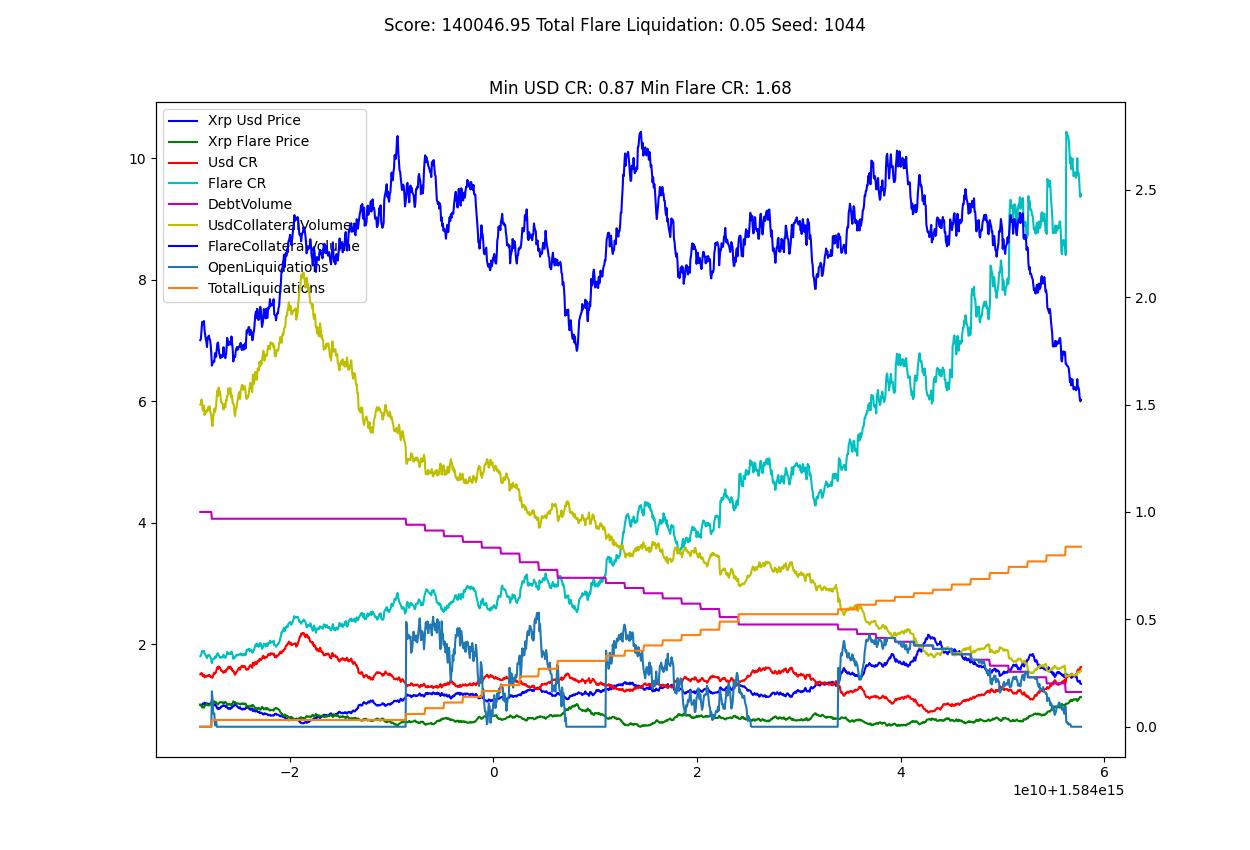 Score: 140046.95 Total Flare Liquidation: 0.05 Seed: 1044
Min USD CR: 0.87 Min Flare CR: 1.68
Xrp Usd Price
Xrp Flare Price
Usd CR
Flare CR
DebtVolume
UsdCollateralVolume
FlareCollateralVolume
OpenLiquidations
TotalLiquidations
10
8
6
4
2
2.5
2.0
1.5
1.0
0.5
0.0
−2
0
2
4
6
1e10+1.584e15